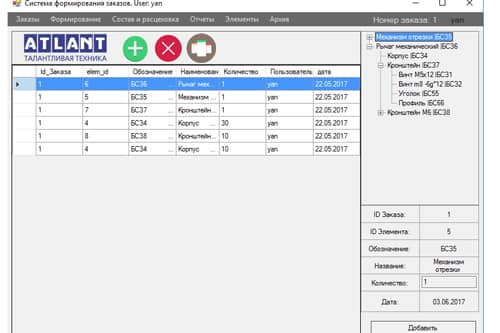 Система формирования заказов. User: yan
Заказы Формирование Состав и расцеховка Отчеты Элементы Архив Номер заказа: 1 yan
ATLANT
ТАЛАНТЛИВАЯ ТЕХНИКА
Id_Заказа elem_id Обозначение Наименован Количество Пользователь дата
1 6 БС36 ... Рычаг мех... 1 yan 22.05.2017
1 5 БС35 ... Механизм ... 1 yan 22.05.2017
1 7 БС37 ... Кронштейн... 1 yan 22.05.2017
1 4 БС34 ... Корпус ... 30 yan 22.05.2017
1 8 БС38 ... Кронштейн... 10 yan 22.05.2017
1 4 БС34 ... Корпус ... 10 yan 22.05.2017
Механизм отрезки |БС35
Рычаг механический |БС36
Корпус |БС34
Кронштейн |БС37
Винт М5х12 |БС31
Винт m8 -6g*12 |БС32
Уголок |БС55
Профиль |БС66
Кронштейн М6 |БС38
ID Заказа: 1
ID Элемента: 5
Обозначение: БС35
Название: Механизм отрезки
Количество: 1
Дата: 03.06.2017
Добавить